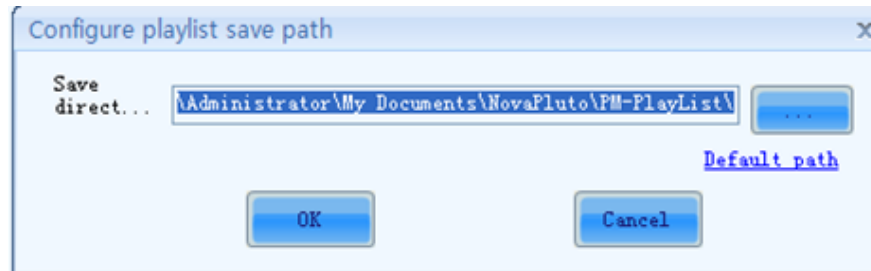 Configure playlist save path
x
Save
direct...
\Administrator\My Documents\NovaPluto\PM-PlayList\
...
Default path
OK
Cancel